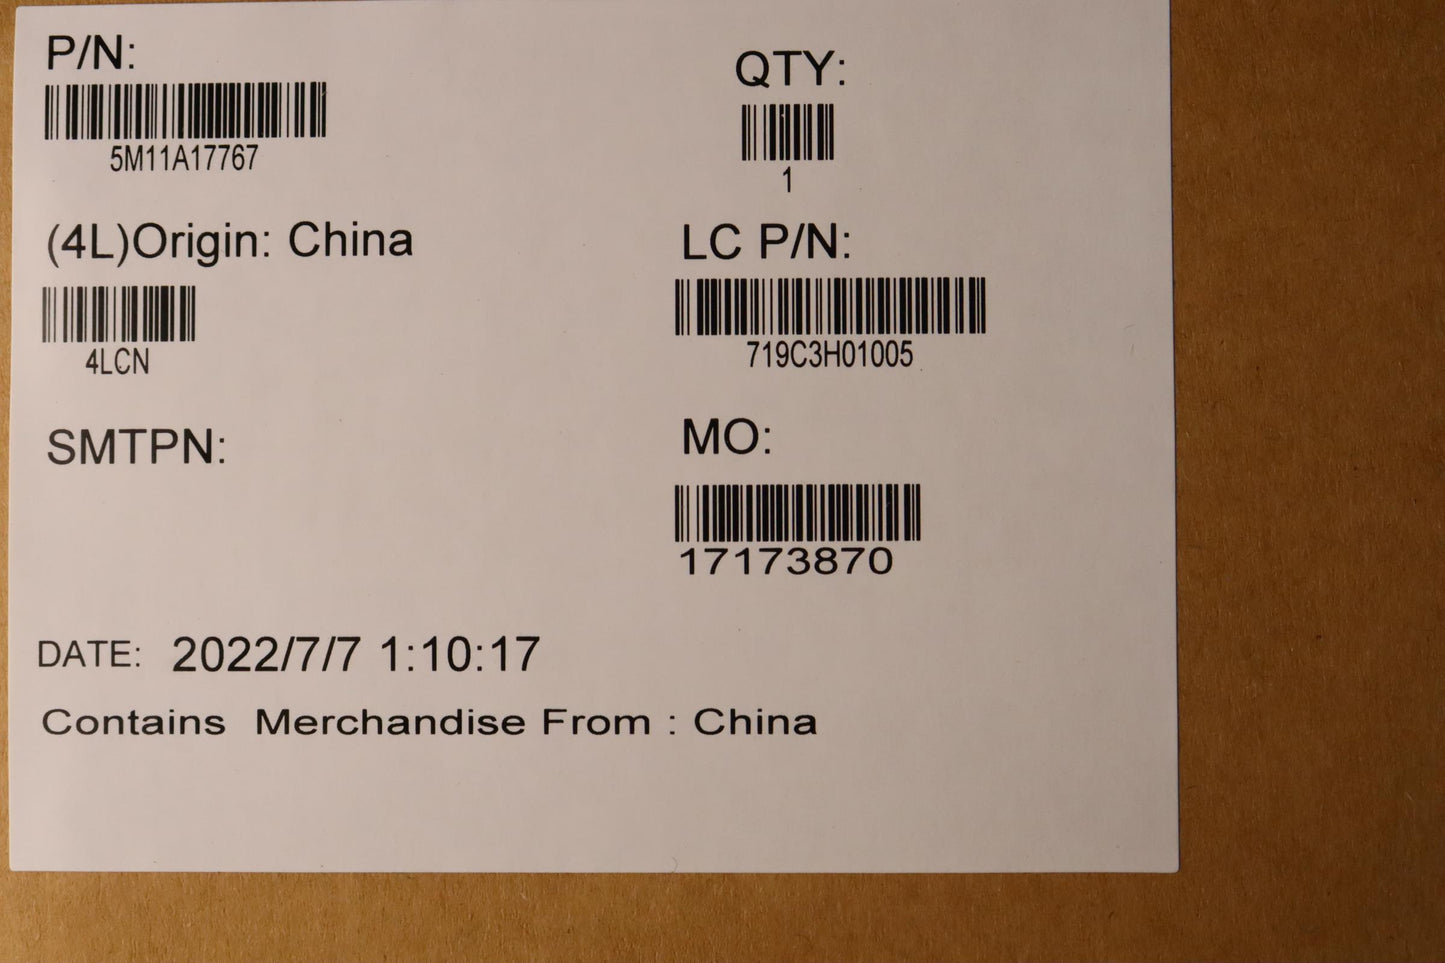 P/N:
5M11A17767
QTY:
1
(4L)Origin: China
4LCN
LC P/N:
719C3H01005
SMTPN:
MO:
17173870
DATE: 2022/7/7 1:10:17
Contains Merchandise From : China